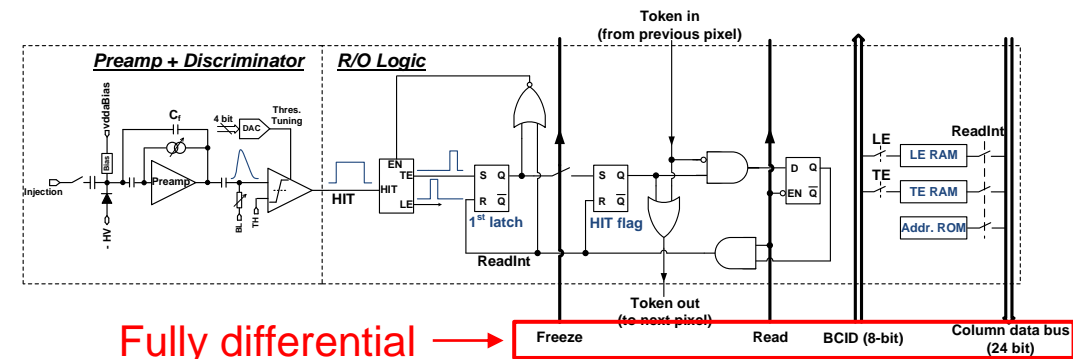 Token in
(from previous pixel)
Preamp + Discriminator
R/O Logic
vddaBias
Cf
4 bit
DAC
Thres.
Tuning
LE
ReadInt
LE RAM
Bias
EN
TE
S Q
S Q
D Q
TE
TE RAM
Injection
Preamp
HIT
HIT
LE
R Q
R Q
EN Q
Addr. ROM
BL
TH
1st latch
HIT flag
- HV
ReadInt
Token out
(to next pixel)
Fully differential
Freeze
Read
BCID (8-bit)
Column data bus
(24 bit)